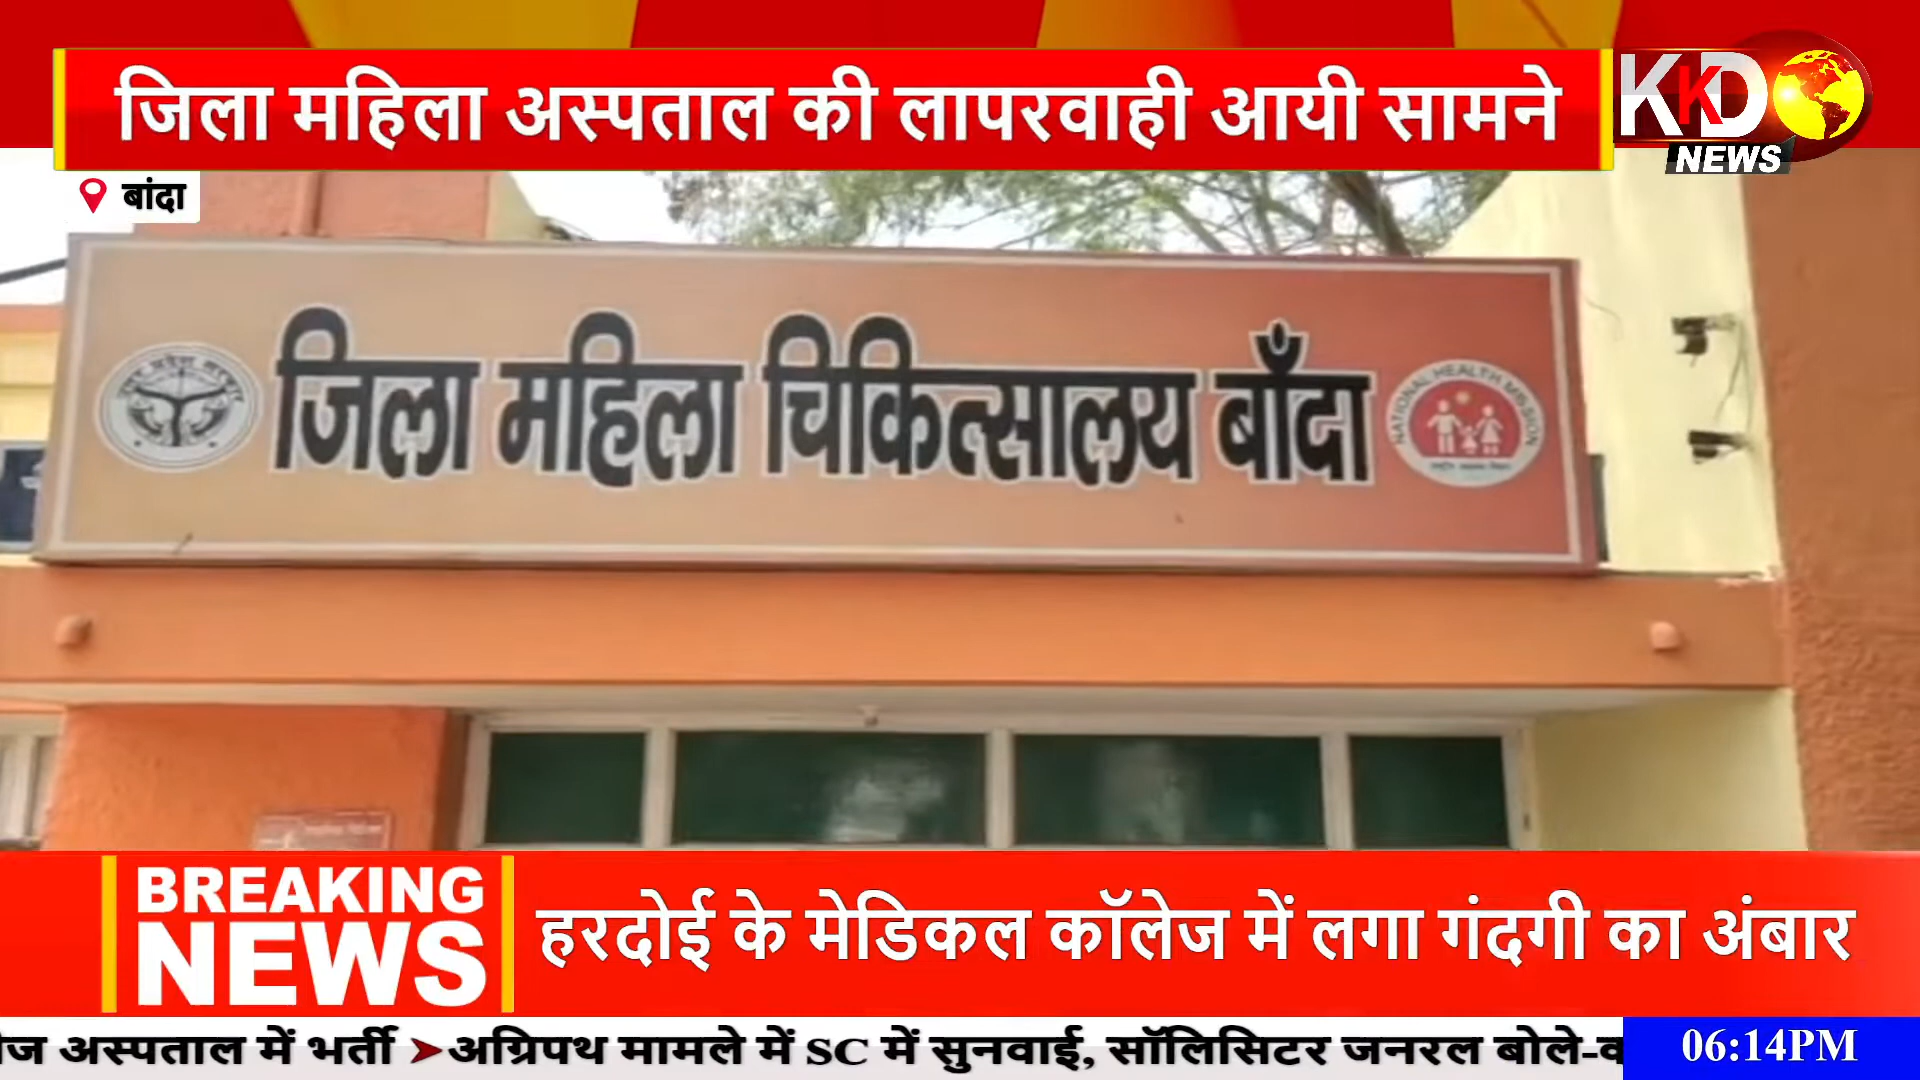 जिला महिला अस्पताल की लापरवाही आयी सामने
KKD
NEWS
बांदा
जिला महिला चिकित्सालय बाँदा
NATIONAL HEALTH MISSION
BREAKING
NEWS
हरदोई के मेडिकल कॉलेज में लगा गंदगी का अंबार
अस्पताल में भर्ती ➤अग्निपथ मामले में SC में सुनवाई, सॉलिसिटर जनरल बोले-
06:14PM